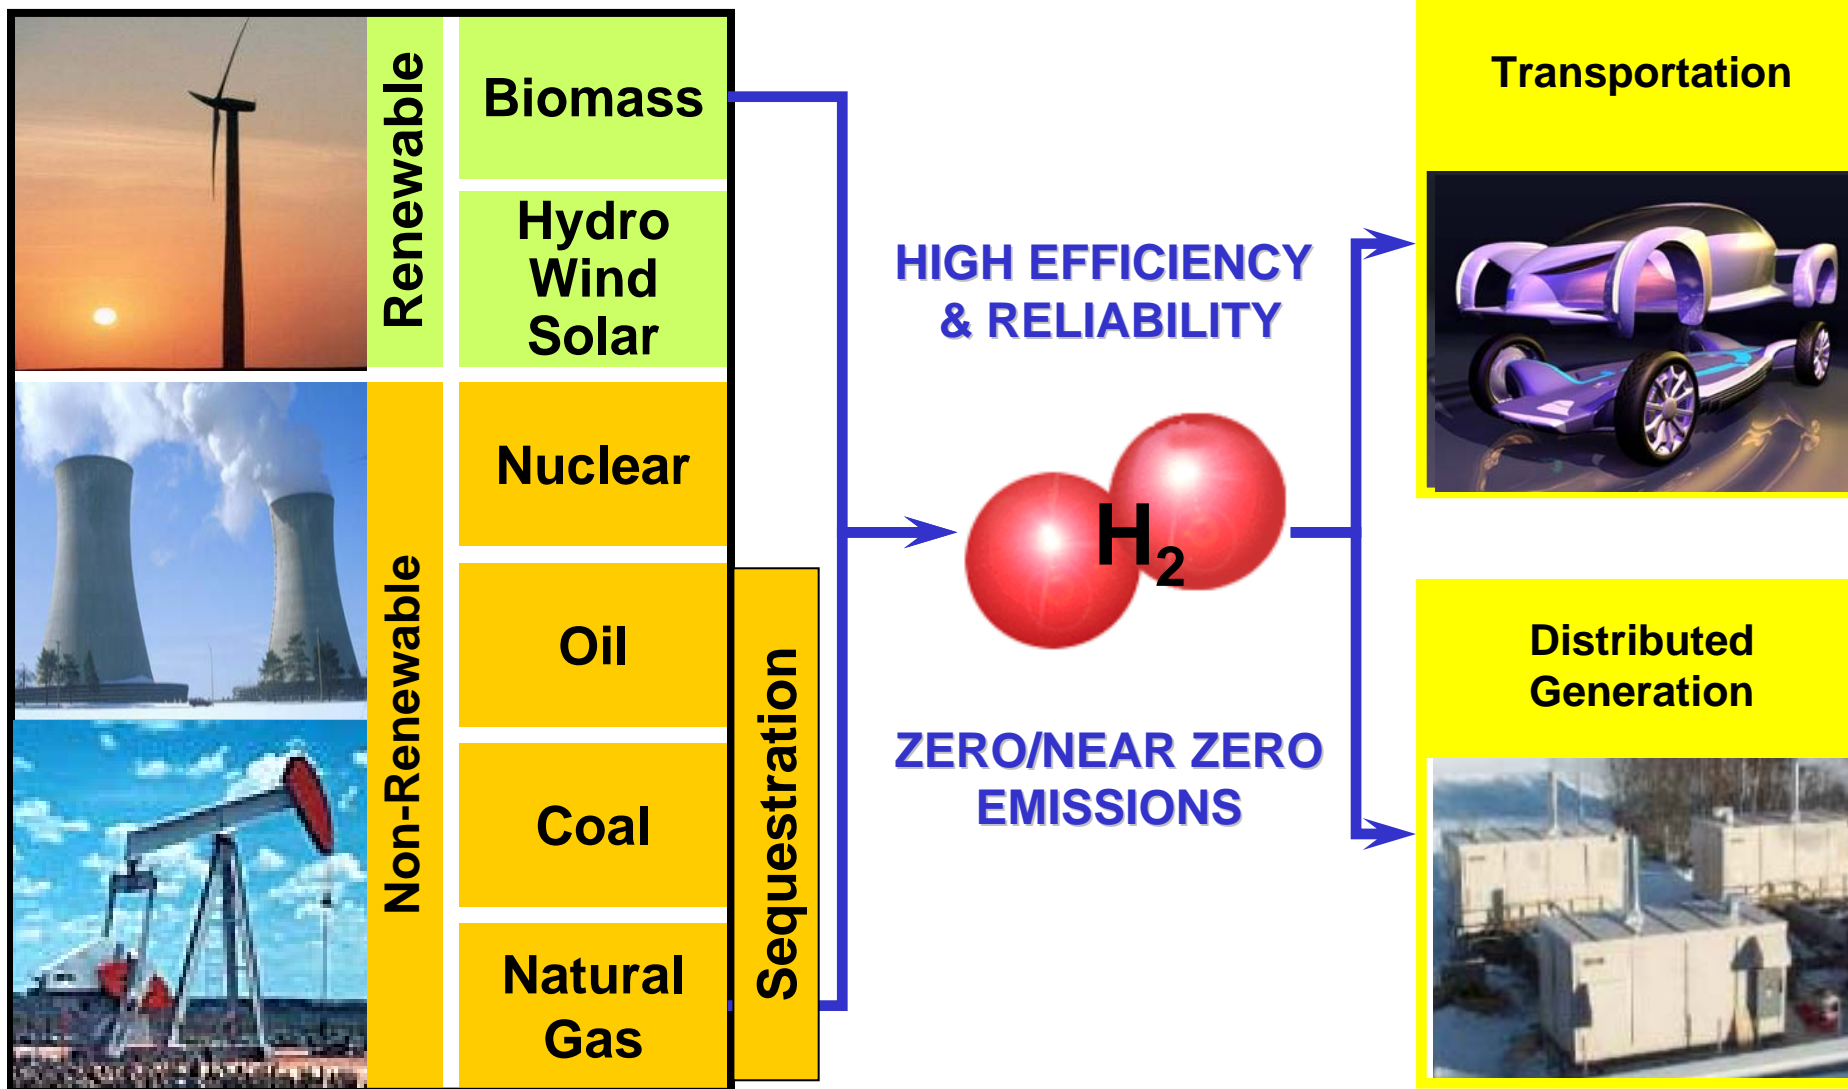 Renewable
Biomass
Hydro
Wind
Solar
Non-Renewable
Nuclear
Oil
Coal
Natural
Gas
Sequestration
HIGH EFFICIENCY
& RELIABILITY
H₂
ZERO/NEAR ZERO
EMISSIONS
Transportation
Distributed
Generation